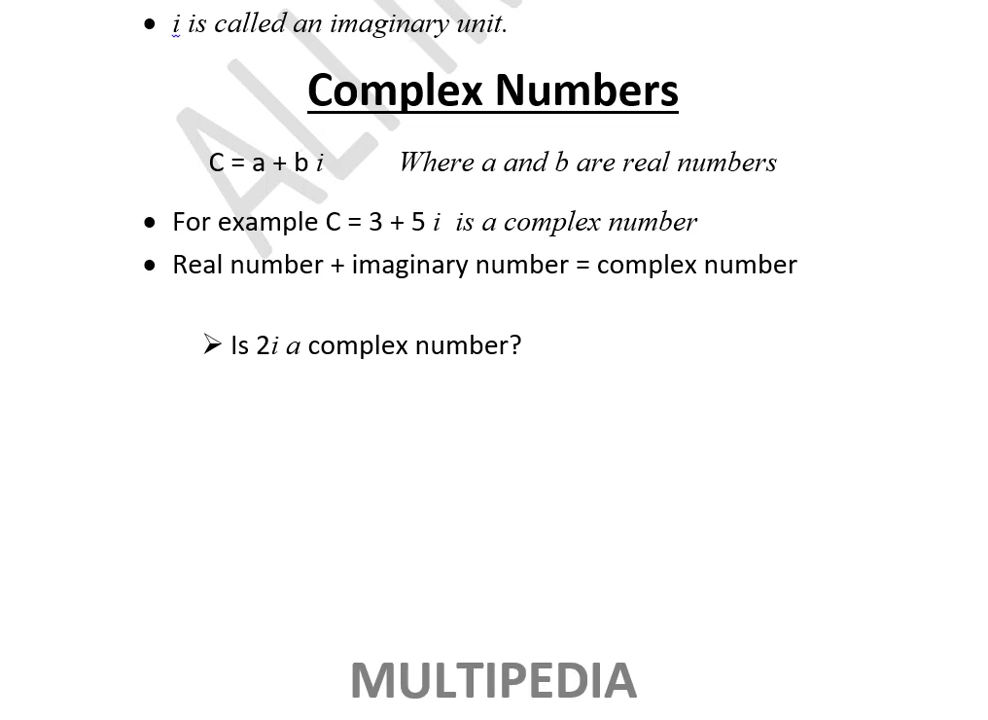 • i is called an imaginary unit.
Complex Numbers
C = a + b i Where a and b are real numbers
• For example C = 3 + 5 i is a complex number
• Real number + imaginary number = complex number
➢ Is 2i a complex number?
MULTIPEDIA